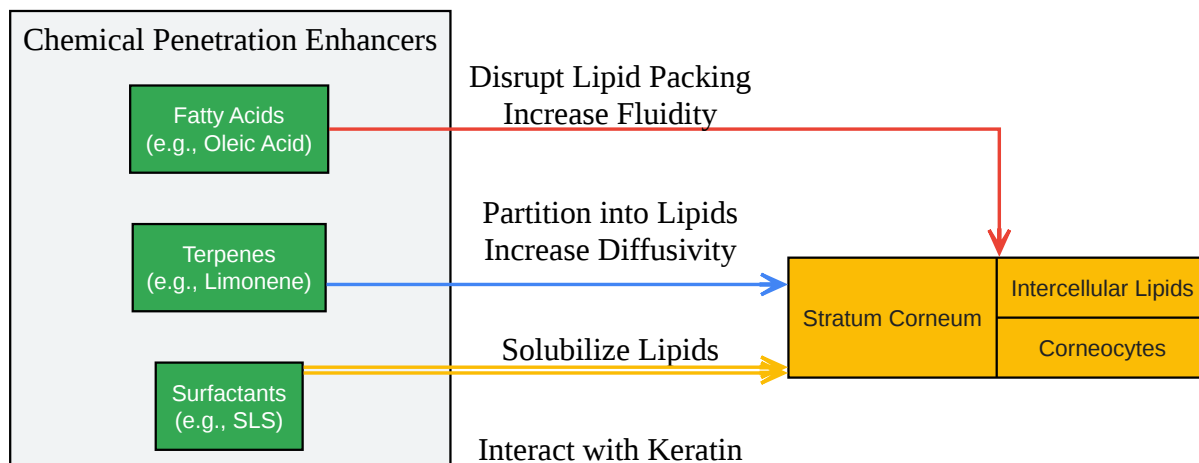 Chemical Penetration Enhancers
Fatty Acids
(e.g., Oleic Acid)
Disrupt Lipid Packing
Increase Fluidity
Terpenes
(e.g., Limonene)
Partition into Lipids
Increase Diffusivity
Surfactants
(e.g., SLS)
Solubilize Lipids
Interact with Keratin
Stratum Corneum
Intercellular Lipids
Corneocytes